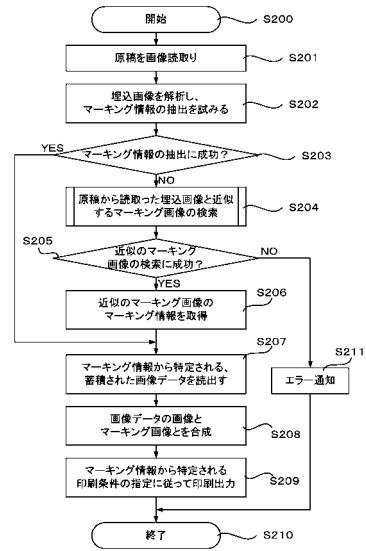 開始
S200
原稿を画像読取り
S201
埋込画像を解析し、
マーキング情報の抽出を試みる
S202
マーキング情報の抽出に成功?
S203
YES
NO
原稿から読取った埋込画像と近似
するマーキング画像の検索
S204
S205
近似のマーキング
画像の検索に成功?
NO
YES
近似のマーキング画像の
マーキング情報を取得
S206
マーキング情報から特定される、
蓄積された画像データを読出す
S207
S211
エラー通知
画像データの画像と
マーキング画像とを合成
S208
マーキング情報から特定される
印刷条件の指定に従って印刷出力
S209
終了
S210